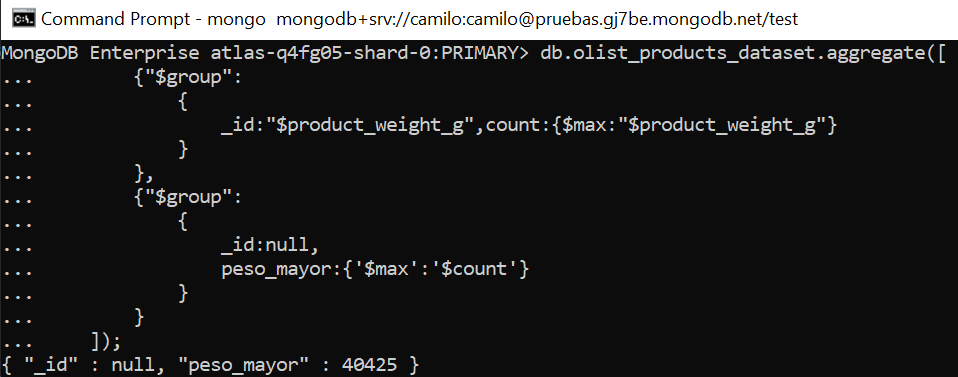 Command Prompt - mongo  mongodb+srv://camilo:camilo@pruebas.gj7be.mongodb.net/test
MongoDB Enterprise atlas-q4fg05-shard-0:PRIMARY> db.olist_products_dataset.aggregate([
...        {"$group":
...            {
...                _id:"$product_weight_g",count:{$max:"$product_weight_g"}
...            }
...        },
...        {"$group":
...            {
...                _id:null,
...                peso_mayor:{'$max':'$count'}
...            }
...        }
...    ]);
{ "_id" : null, "peso_mayor" : 40425 }